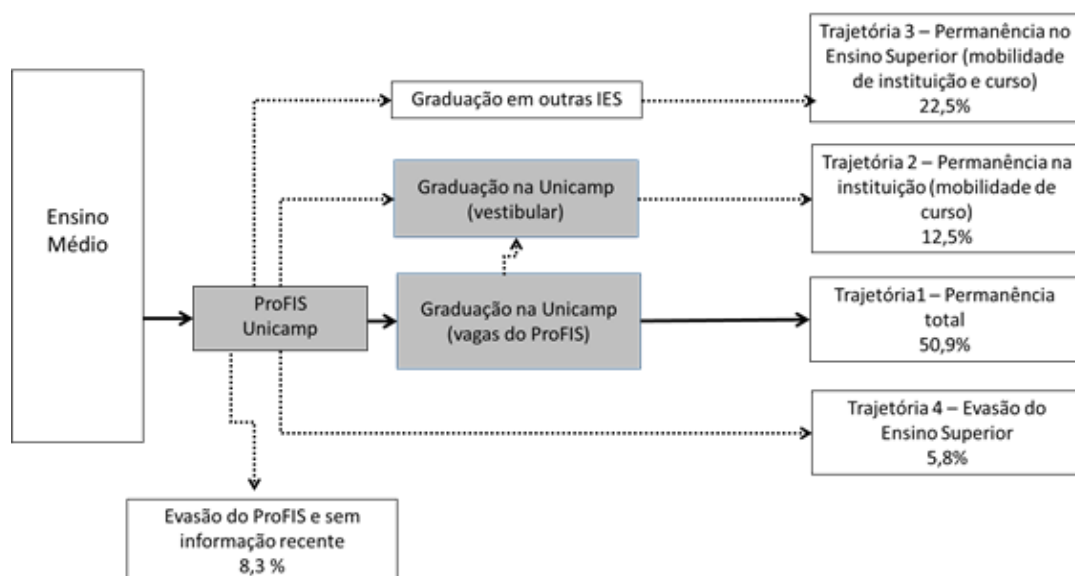 Ensino
Médio
ProFIS
Unicamp
Evasão do ProFIS e sem
informação recente
8,3 %
Graduação em outras IES
Graduação na Unicamp
(vestibular)
Graduação na Unicamp
(vagas do ProFIS)
Trajetória 3 – Permanência no
Ensino Superior (mobilidade
de instituição e curso)
22,5%
Trajetória 2 – Permanência na
instituição (mobilidade de
curso)
12,5%
Trajetória1 – Permanência
total
50,9%
Trajetória 4 – Evasão do
Ensino Superior
5,8%